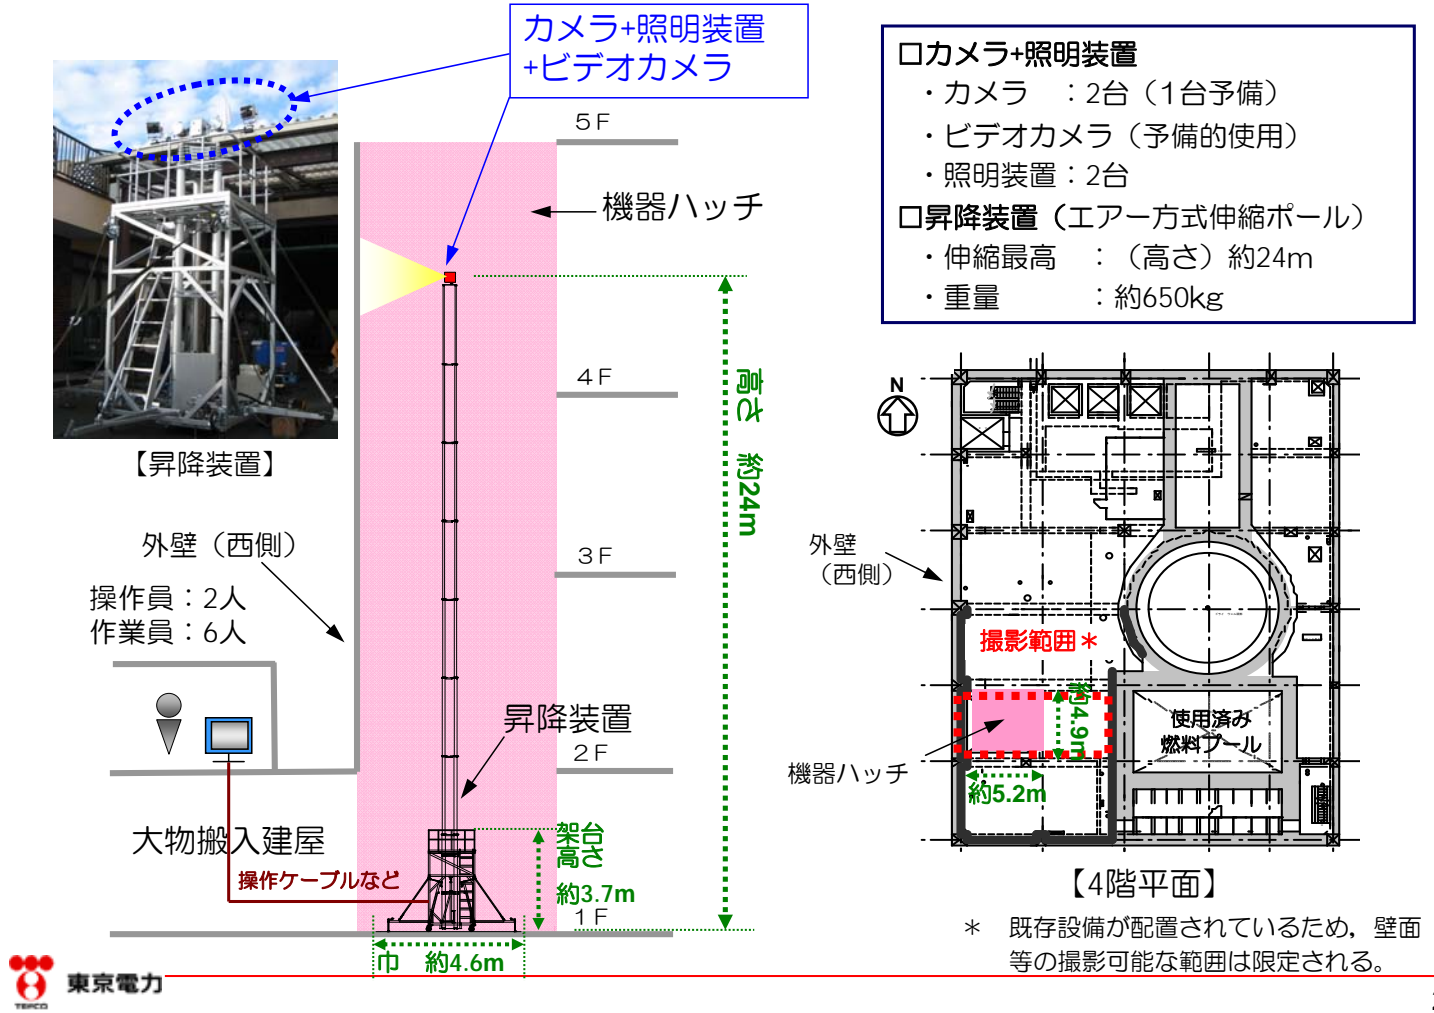 カメラ+照明装置
+ビデオカメラ
【昇降装置】
5F
機器ハッチ
4F
3F
2F
1F
高さ 約24m
外壁（西側）
操作員：2人
作業員：6人
昇降装置
大物搬入建屋
操作ケーブルなど
架台
高さ
約3.7m
巾 約4.6m
□カメラ+照明装置
・カメラ ：2台（1台予備）
・ビデオカメラ（予備的使用）
・照明装置：2台
□昇降装置（エアー方式伸縮ポール）
・伸縮最高 ：（高さ）約24m
・重量 ：約650kg
N
外壁
（西側）
撮影範囲＊
約4.9m
使用済み
燃料プール
機器ハッチ
約5.2m
【4階平面】
＊ 既存設備が配置されているため，壁面
等の撮影可能な範囲は限定される。
TEPCO
東京電力